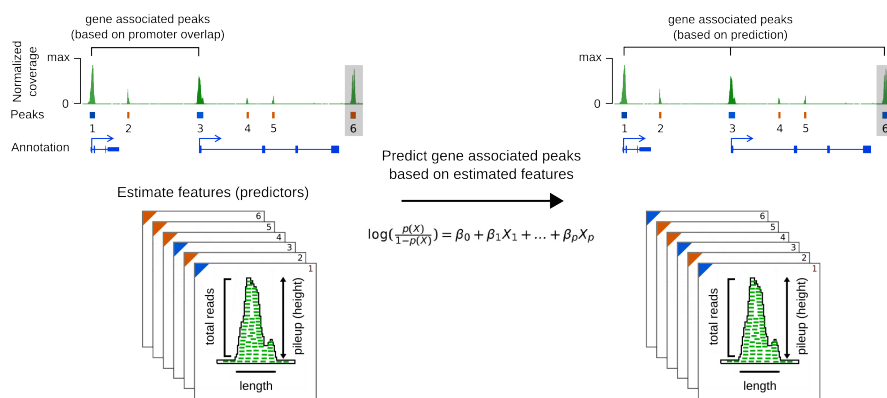 gene associated peaks
(based on promoter overlap)
Normalized
coverage
max
0
Peaks
1 2 3 4 5 6
Annotation
gene associated peaks
(based on prediction)
max
0
1 2 3 4 5 6
Estimate features (predictors)
Predict gene associated peaks
based on estimated features
log(p(X)/1−p(X)) = β0 + β1X1 + ... + βpXp
6
5
4
3
2
1
total reads
pileup (height)
length
6
5
4
3
2
1
total reads
pileup (height)
length